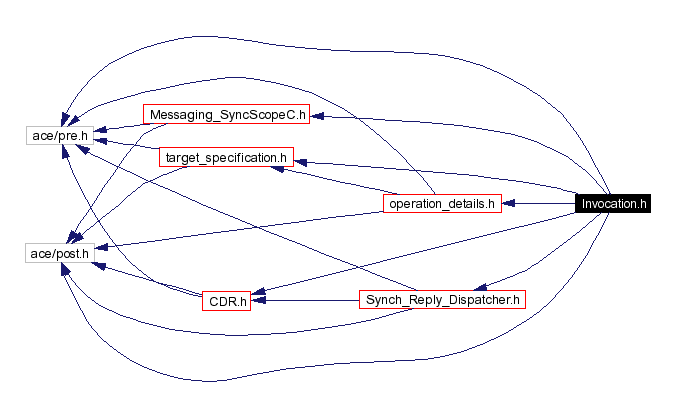 Messaging_SyncScopeC.h
ace/pre.h
target_specification.h
operation_details.h
Invocation.h
ace/post.h
CDR.h
Synch_Reply_Dispatcher.h